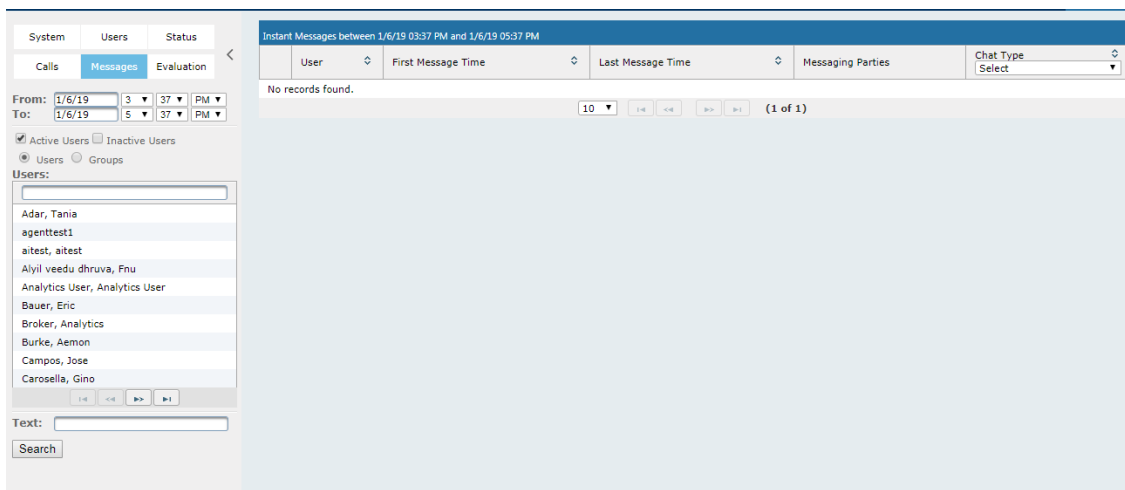 System Users Status
Calls Messages Evaluation
From: 1/6/19 3 37 PM
To: 1/6/19 5 37 PM
Active Users Inactive Users
Users Groups
Users:
Adar, Tania
agenttest1
aitest, aitest
Alyil veedu dhruva, Fnu
Analytics User, Analytics User
Bauer, Eric
Broker, Analytics
Burke, Aemon
Campos, Jose
Carosella, Gino
Text:
Search
Instant Messages between 1/6/19 03:37 PM and 1/6/19 05:37 PM
User First Message Time Last Message Time Messaging Parties Chat Type
Select
No records found.
10 (1 of 1)